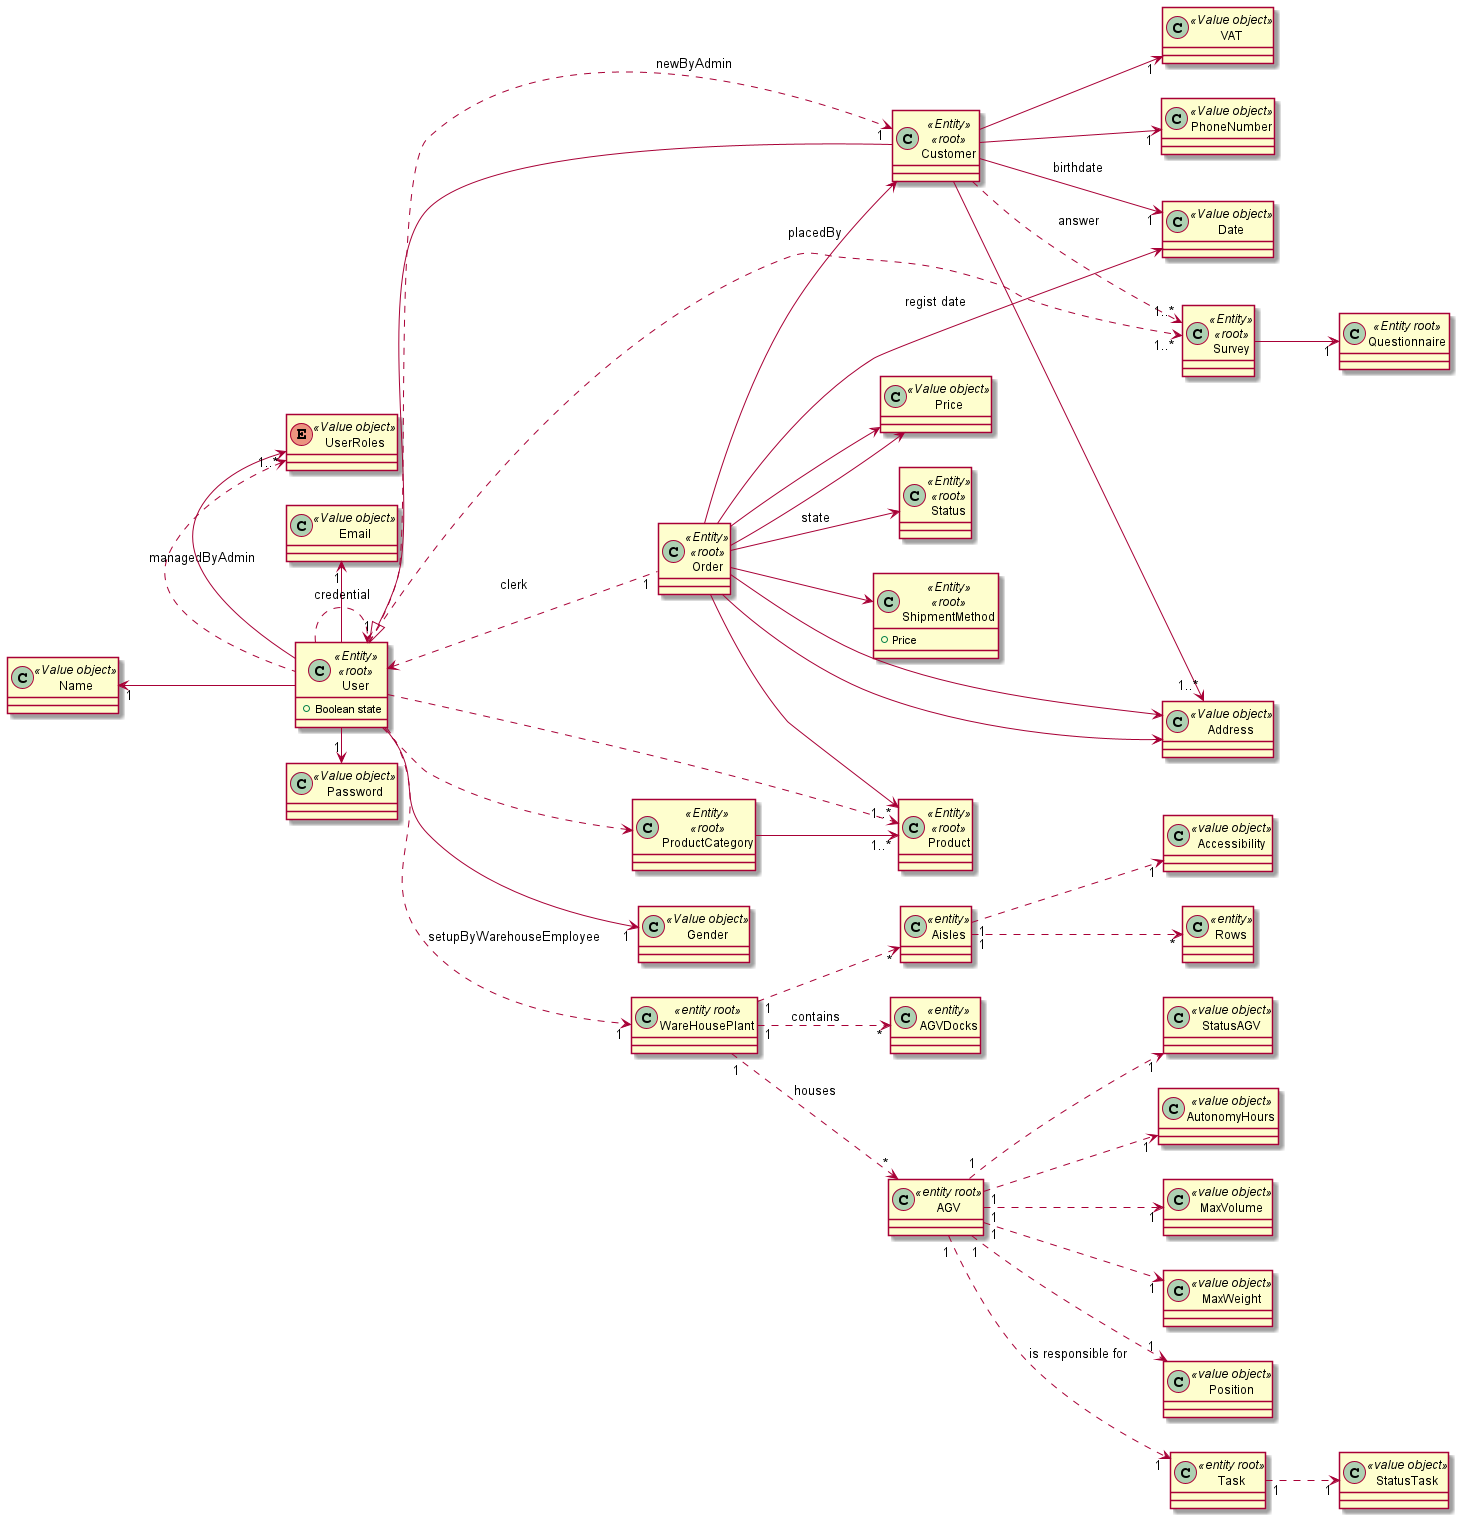 «Value object»
VAT
1
newByAdmin
«Value object»
PhoneNumber
1
«Entity»
«root»
Customer
1
birthdate
«Value object»
Date
1
answer
placedBy
regist date
1..*
1..*
«Entity»
«root»
Survey
«Entity root»
Questionnaire
1
«Value object»
Price
E
«Value object»
UserRoles
1..*
«Value object»
Email
1
managedByAdmin
credential
1
«Entity»
«root»
Status
state
«Entity»
«root»
Order
clerk
1
«Entity»
«root»
ShipmentMethod
Price
«Value object»
Name
1
«Entity»
«root»
User
Boolean state
1..*
«Value object»
Address
1
«Value object»
Password
«Entity»
«root»
ProductCategory
1..*
1..*
«Entity»
«root»
Product
«value object»
Accessibility
1
«Value object»
Gender
1
setupByWarehouseEmployee
«entity»
Aisles
*
1
1
«entity»
Rows
*
«entity root»
WareHousePlant
1
1
1
1
contains
«entity»
AGVDocks
*
houses
*
«value object»
StatusAGV
1
«value object»
AutonomyHours
1
«entity root»
AGV
1
1
1
1
1
1
«value object»
MaxVolume
1
«value object»
MaxWeight
1
«value object»
Position
1
is responsible for
«entity root»
Task
1
1
«value object»
StatusTask
1